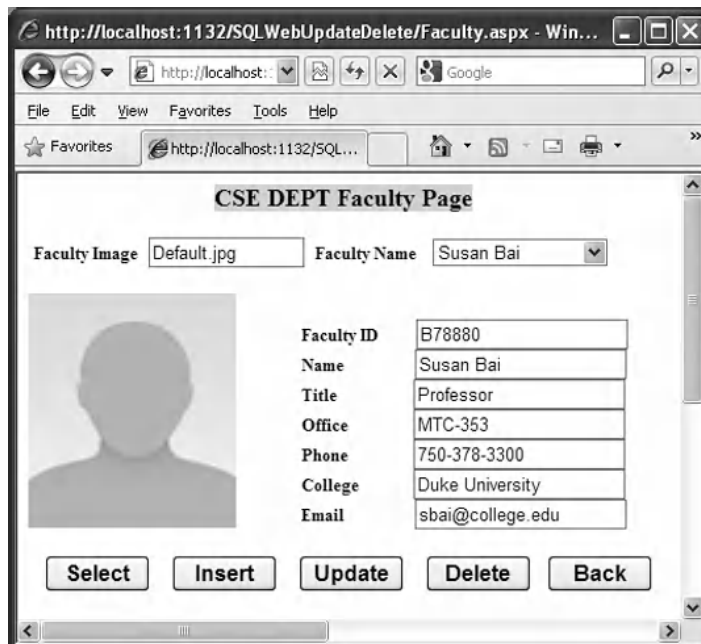 http://localhost:1132/SQLWebUpdateDelete/Faculty.aspx - Win...
http://localhost:
Google
File Edit View Favorites Tools Help
Favorites
http://localhost:1132/SQL...
»
CSE DEPT Faculty Page
Faculty Image Default.jpg Faculty Name Susan Bai
Faculty ID B78880
Name Susan Bai
Title Professor
Office MTC-353
Phone 750-378-3300
College Duke University
Email sbai@college.edu
Select Insert Update Delete Back